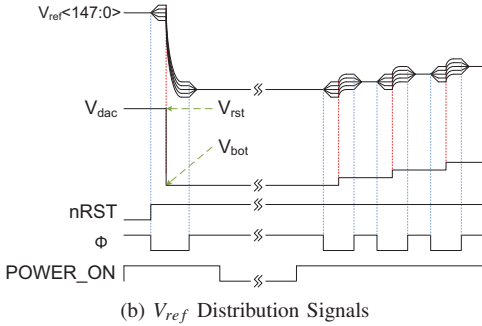 Vref<147:0>
Vdac
Vrst
Vbot
nRST
Φ
POWER_ON
(b) Vref Distribution Signals